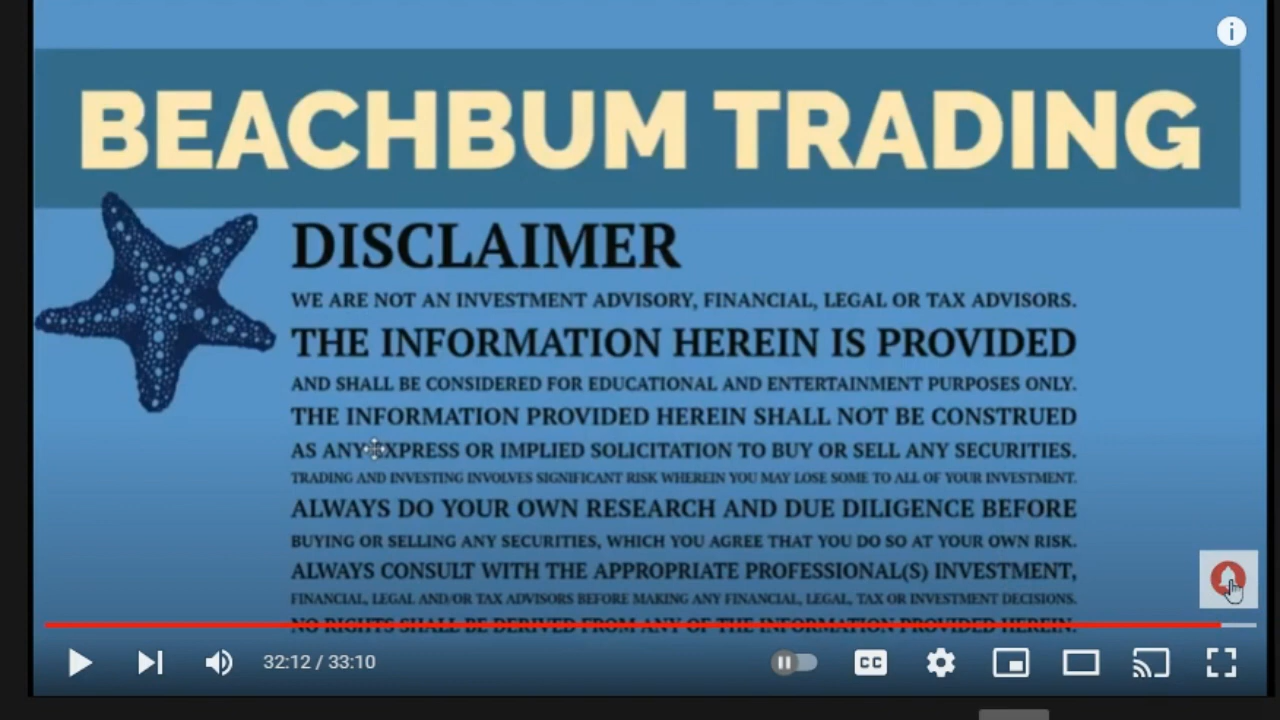 BEACHBUM TRADING
DISCLAIMER
WE ARE NOT AN INVESTMENT ADVISORY, FINANCIAL, LEGAL OR TAX ADVISORS.
THE INFORMATION HEREIN IS PROVIDED
AND SHALL BE CONSIDERED FOR EDUCATIONAL AND ENTERTAINMENT PURPOSES ONLY.
THE INFORMATION PROVIDED HEREIN SHALL NOT BE CONSTRUED
AS ANY EXPRESS OR IMPLIED SOLICITATION TO BUY OR SELL ANY SECURITIES.
TRADING AND INVESTING INVOLVES SIGNIFICANT RISK WHEREIN YOU MAY LOSE SOME TO ALL OF YOUR INVESTMENT.
ALWAYS DO YOUR OWN RESEARCH AND DUE DILIGENCE BEFORE
BUYING OR SELLING ANY SECURITIES, WHICH YOU AGREE THAT YOU DO SO AT YOUR OWN RISK.
ALWAYS CONSULT WITH THE APPROPRIATE PROFESSIONAL(S) INVESTMENT,
FINANCIAL, LEGAL AND/OR TAX ADVISORS BEFORE MAKING ANY FINANCIAL, LEGAL, TAX OR INVESTMENT DECISIONS.
NO RIGHTS SHALL BE DERIVED FROM ANY OF THE INFORMATION PROVIDED HEREIN.
32:12 / 33:10
CC